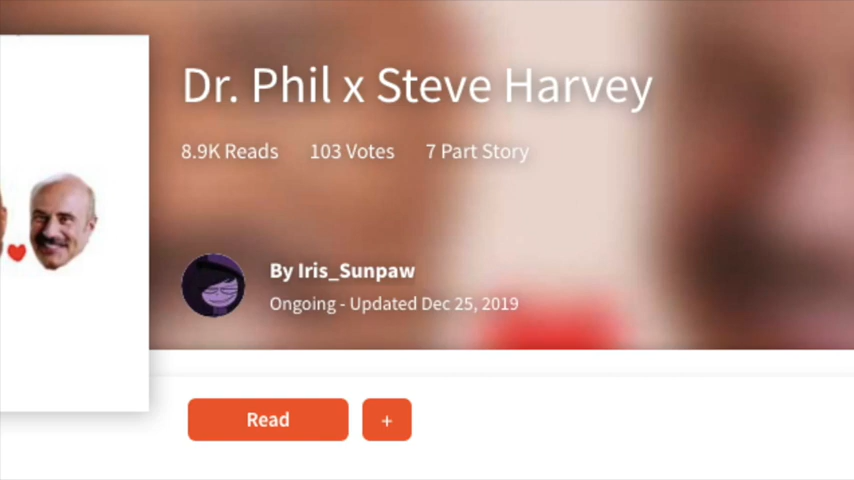 Dr. Phil x Steve Harvey
8.9K Reads 103 Votes 7 Part Story
By Iris_Sunpaw
Ongoing - Updated Dec 25, 2019
Read +